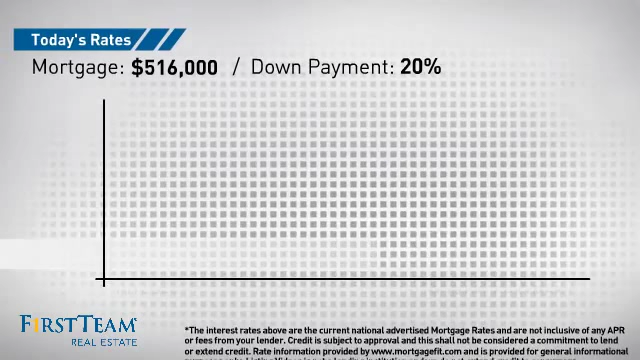 Today's Rates
Mortgage: $516,000 / Down Payment: 20%
FIRSTTEAM®
REAL ESTATE
*The interest rates above are the current national advertised Mortgage Rates and are not inclusive of any APR
or fees from your lender. Credit is subject to approval and this shall not be considered a commitment to lend
or extend credit. Rate information provided by www.mortgagefit.com and is provided for general informational